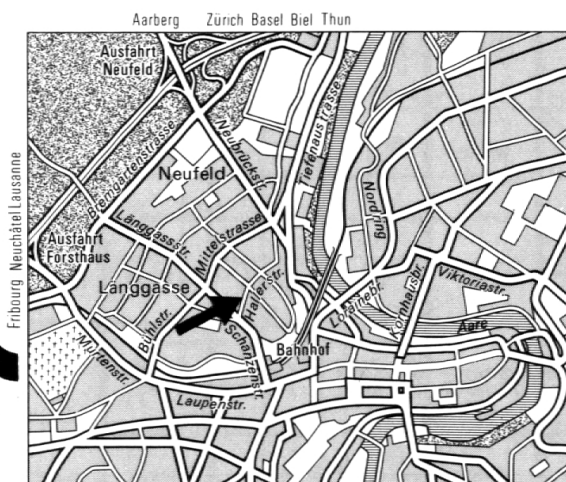 Aarberg Zürich Basel Biel Thun
Fribourg Neuchâtel Lausanne
Ausfahrt
Neufeld
Bremgartenstrasse
Neubrückstr.
Tiefenaustrasse
Neufeld
Nordring
Länggassstr.
Mittelstrasse
Ausfahrt
Forsthaus
Länggasse
Hallerstr.
Bühlstr.
Schanzenstr.
Lorrainebr.
Kornhausbr.
Viktoriastr.
Aare
Bahnhof
Murtenstr.
Laupenstr.